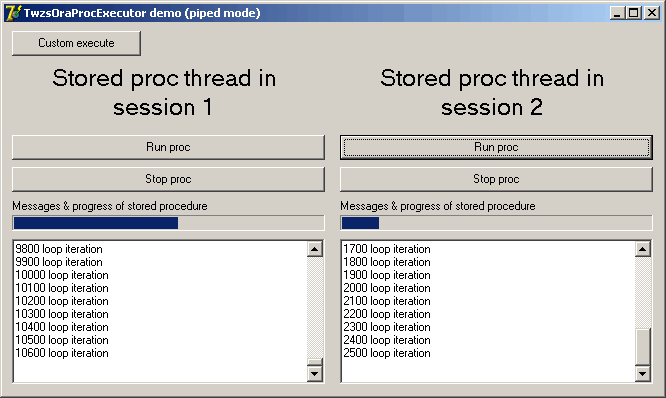 TwzsOraProcExecutor demo (piped mode)
Custom execute
Stored proc thread in
session 1
Run proc
Stop proc
Messages & progress of stored procedure
9800 loop iteration
9900 loop iteration
10000 loop iteration
10100 loop iteration
10200 loop iteration
10300 loop iteration
10400 loop iteration
10500 loop iteration
10600 loop iteration
Stored proc thread in
session 2
Run proc
Stop proc
Messages & progress of stored procedure
1700 loop iteration
1800 loop iteration
1900 loop iteration
2000 loop iteration
2100 loop iteration
2200 loop iteration
2300 loop iteration
2400 loop iteration
2500 loop iteration